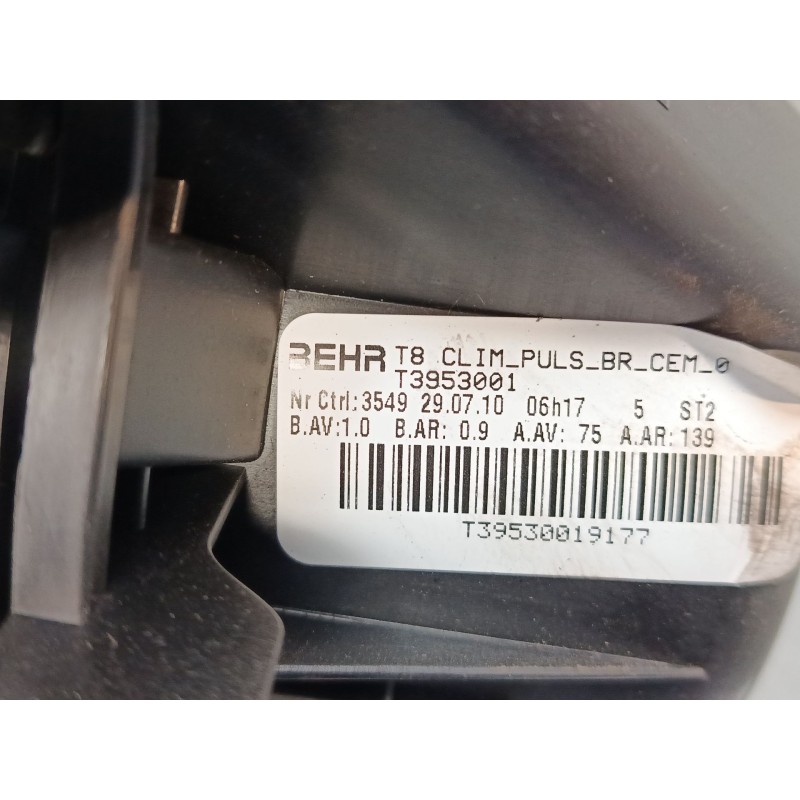 BEHR T8 CLIM_PULS_BR_CEM_0
T3953001
Nr Ctrl:3549 29.07.10 06h17 5 ST2
B.AV:1.0 B.AR: 0.9 A.AV: 75 A.AR:139
T39530019177